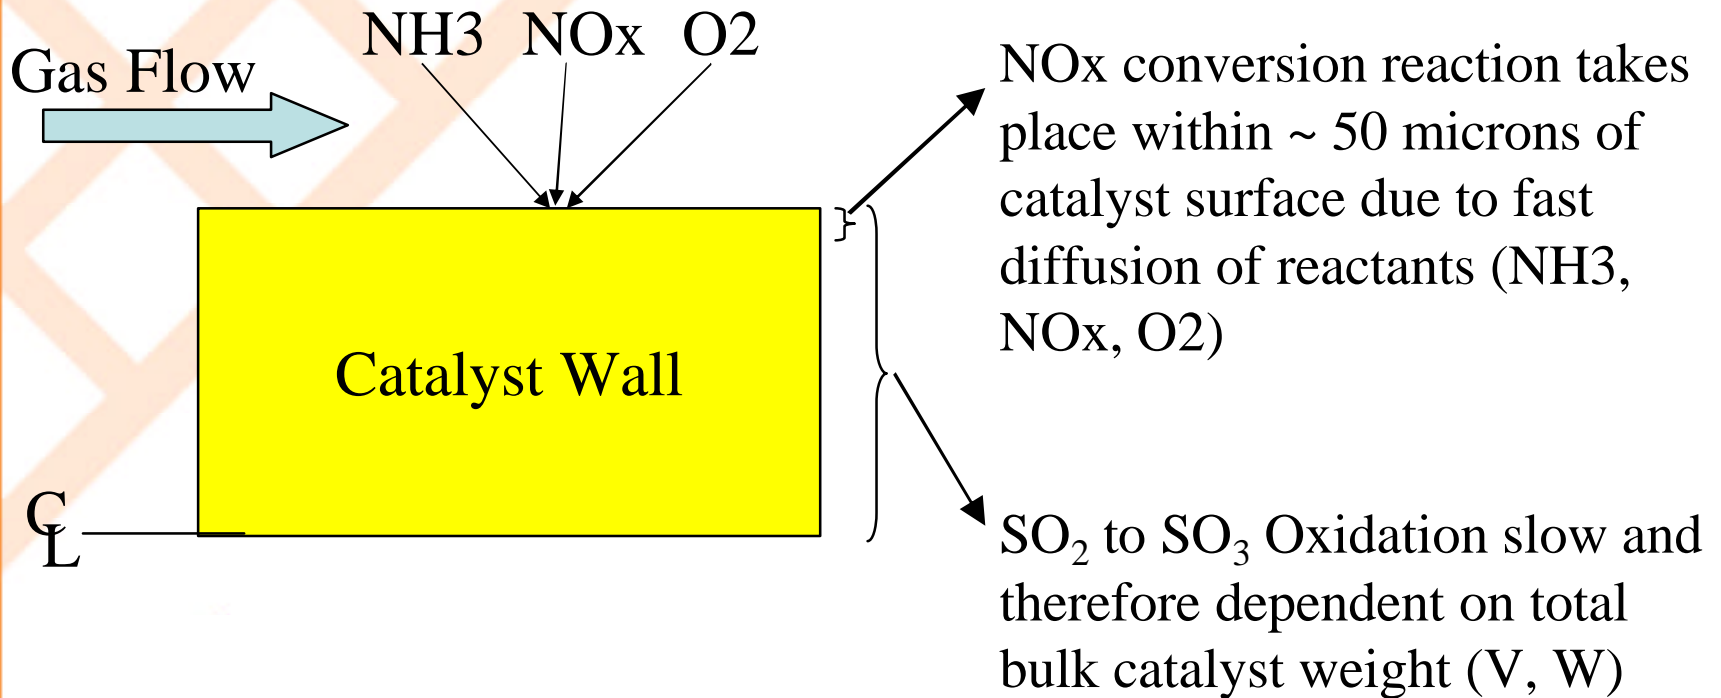 NH3 NOx O2
Gas Flow
NOx conversion reaction takes
place within ~ 50 microns of
catalyst surface due to fast
diffusion of reactants (NH3,
NOx, O2)
Catalyst Wall
CL
SO₂ to SO₃ Oxidation slow and
therefore dependent on total
bulk catalyst weight (V, W)